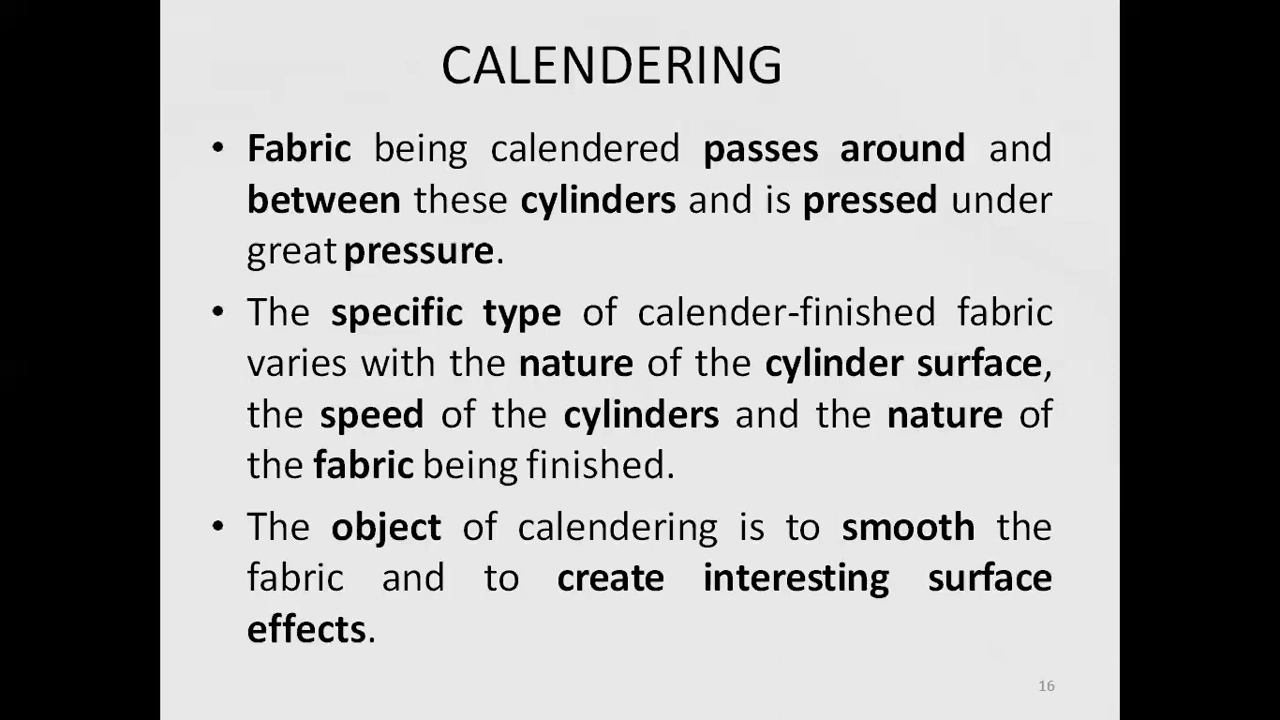 CALENDERING
• Fabric being calendered passes around and
between these cylinders and is pressed under
great pressure.
• The specific type of calender-finished fabric
varies with the nature of the cylinder surface,
the speed of the cylinders and the nature of
the fabric being finished.
• The object of calendering is to smooth the
fabric and to create interesting surface
effects.
16